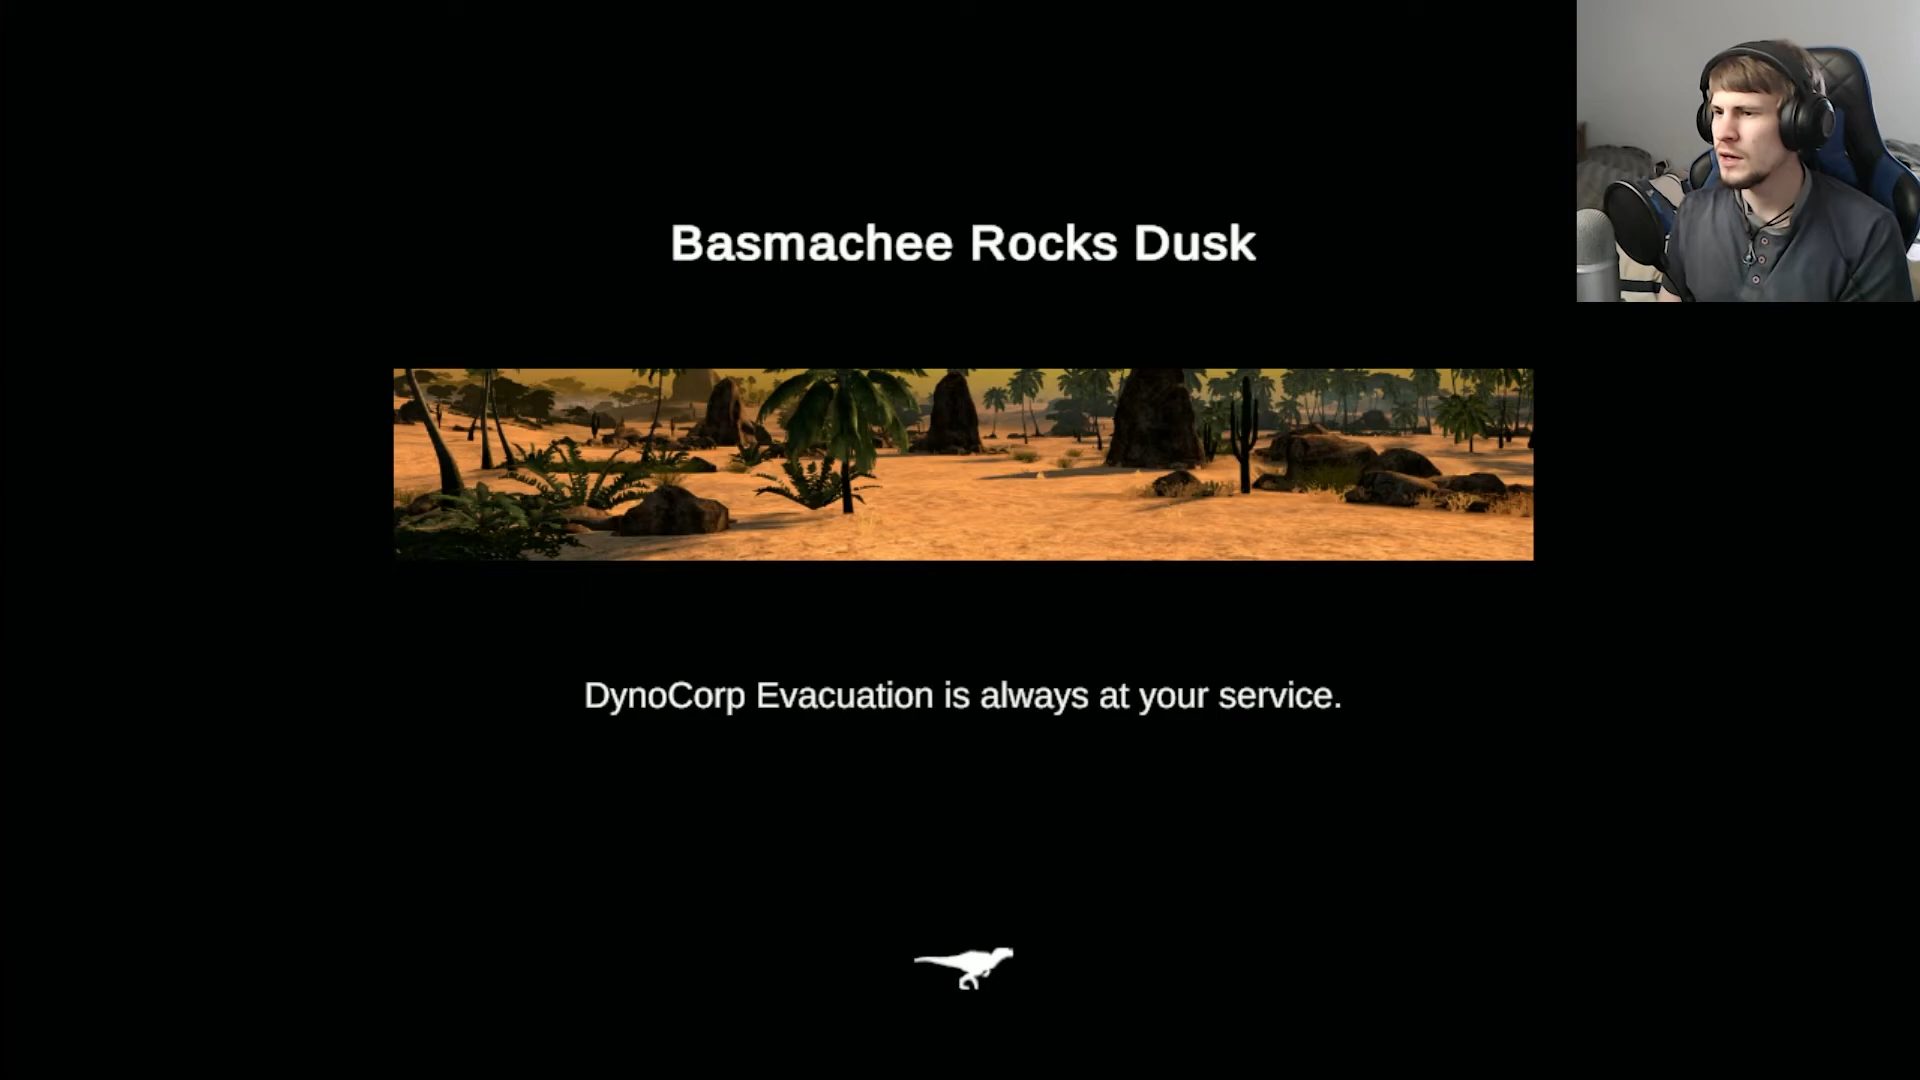 Basmachee Rocks Dusk
DynoCorp Evacuation is always at your service.